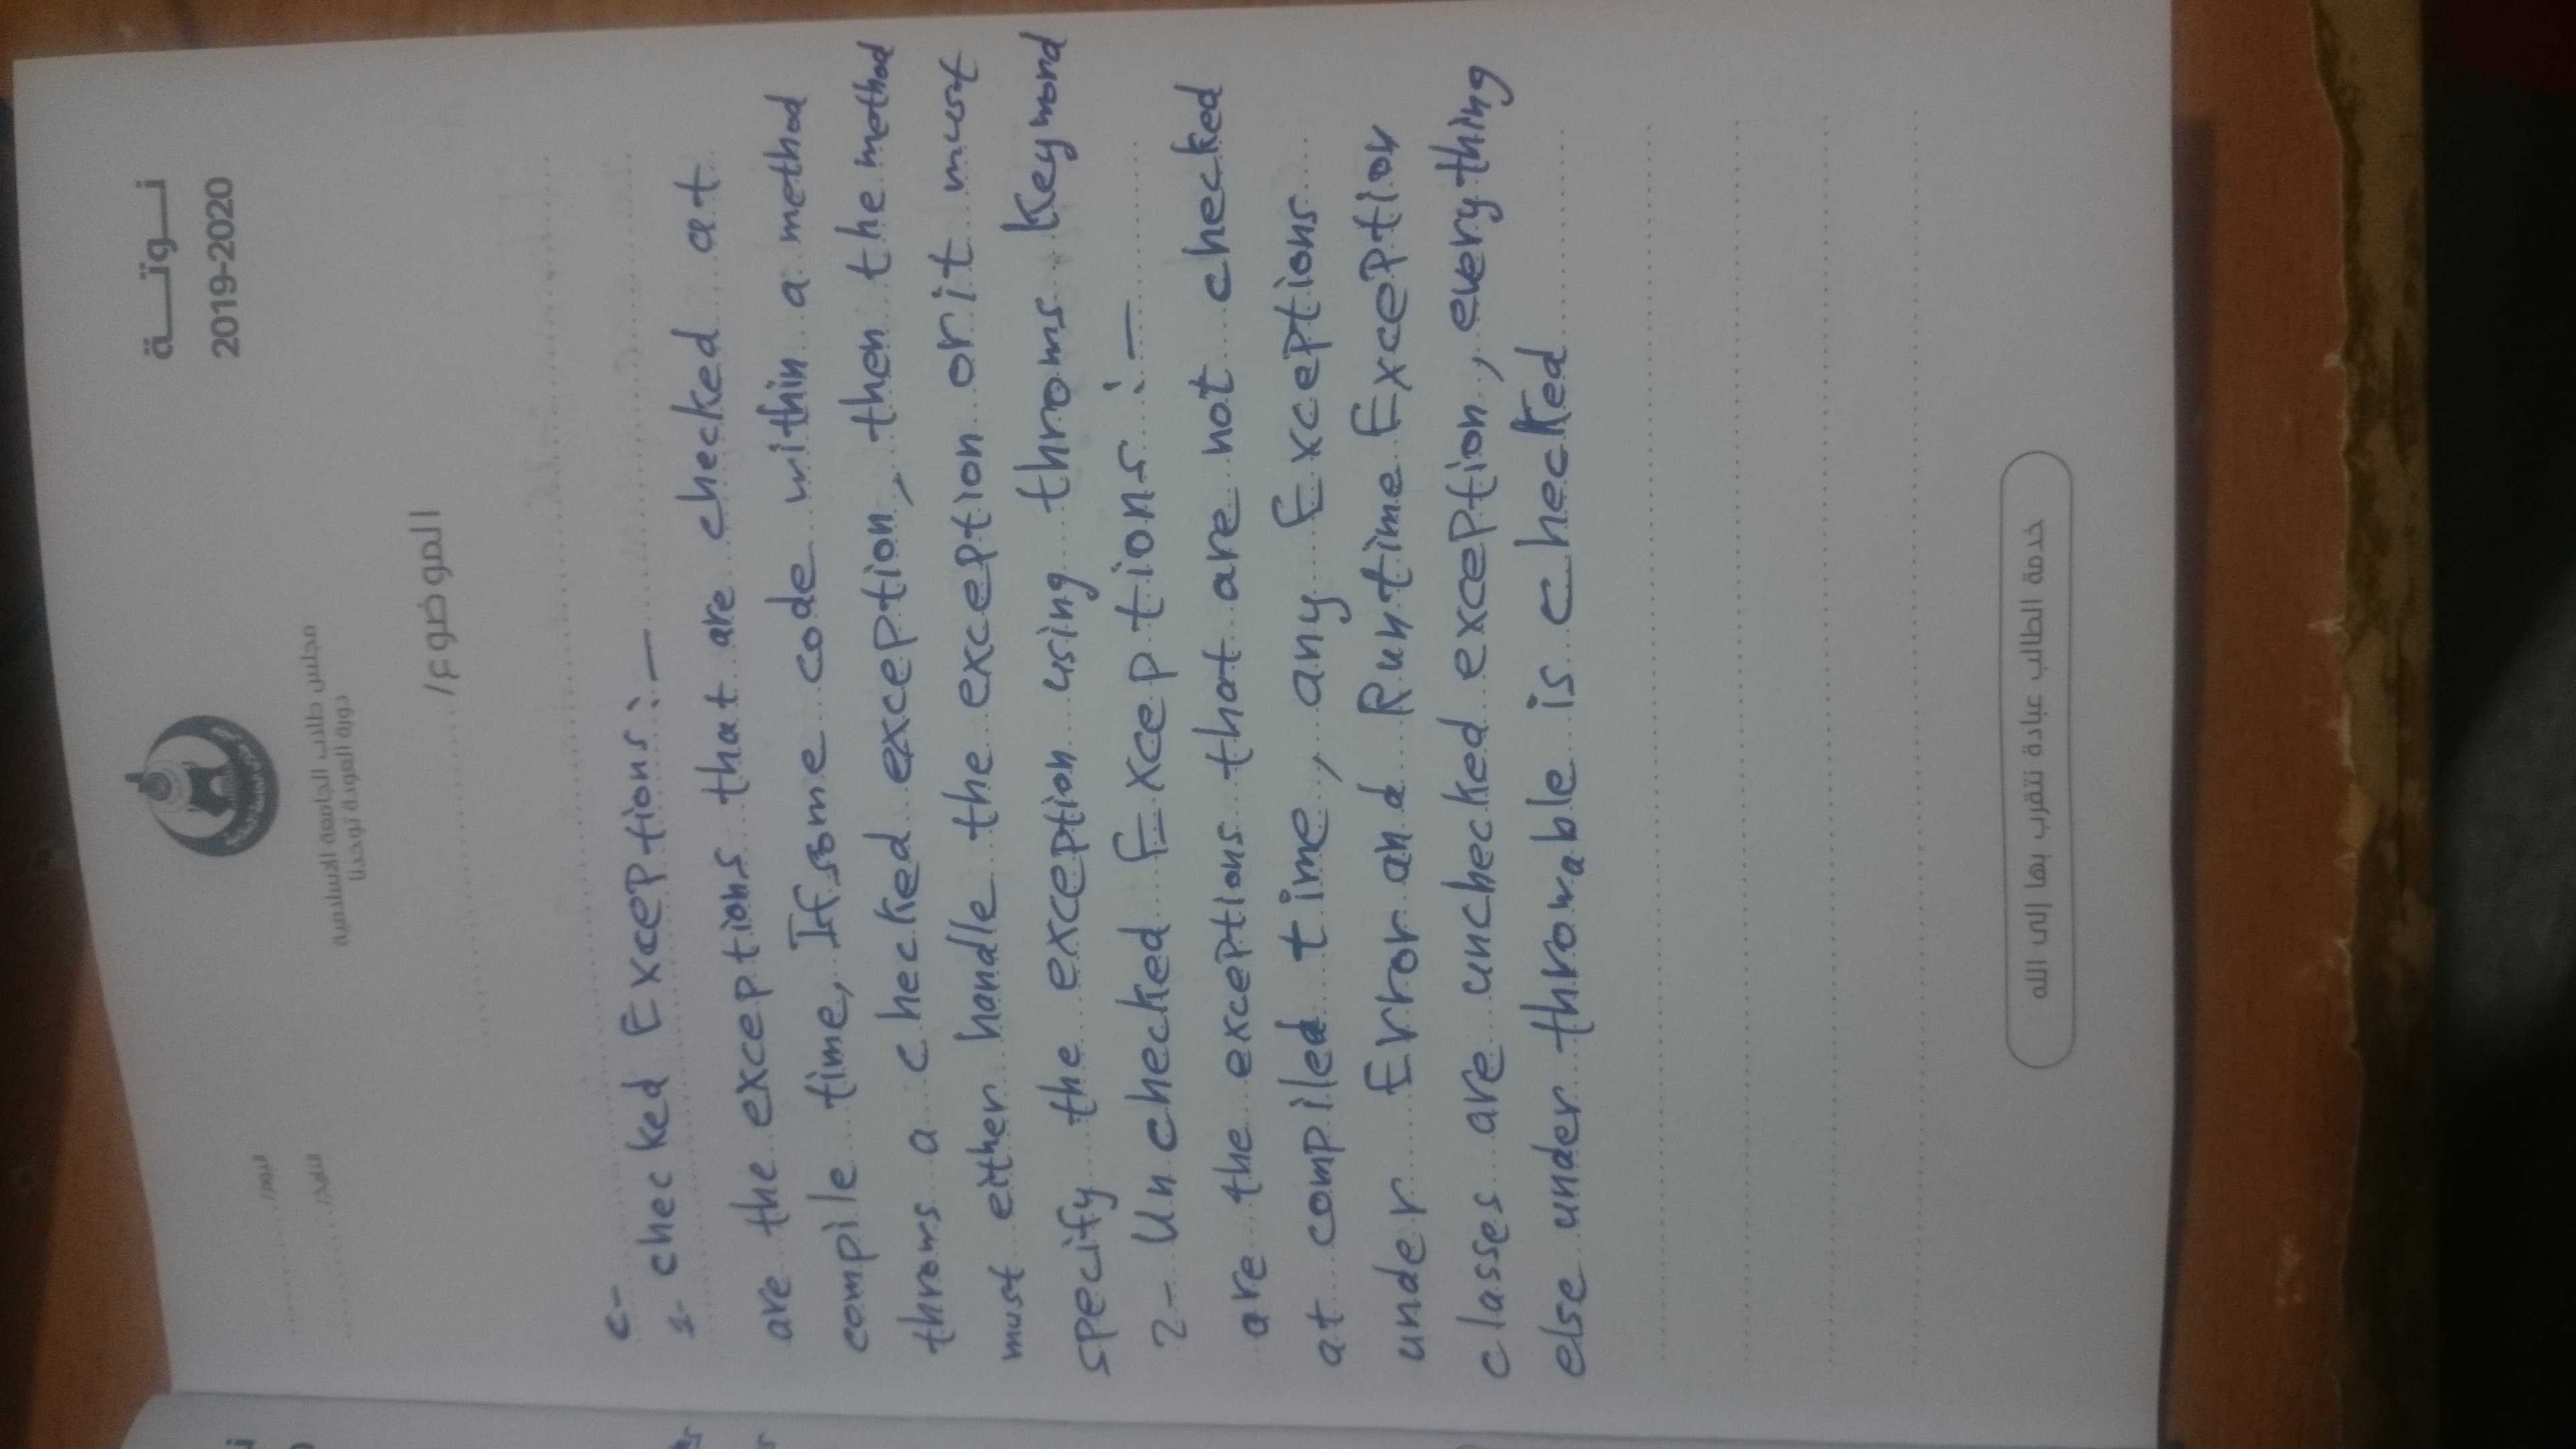 نـــوتـــة
2019-2020
مجلس طلاب الجامعة الإسلامية
دورة العودة توحدنا
اليوم/
التاريخ/
الموضوع/
c-
1- checked Exceptions:-
are the exceptions that are checked at
compile time, If some code within a method
throws a checked exception, then the method
must either handle the exception or it must
specify the exception using throws keyword
2- Unchecked Exceptions:-
are the exceptions that are not checked
at compiled time, any Exceptions
under Error and Runtime Exception
classes are unchecked exception, everything
else under throwable is checked
خدمة الطالب عبادة نتقرب بها إلى الله